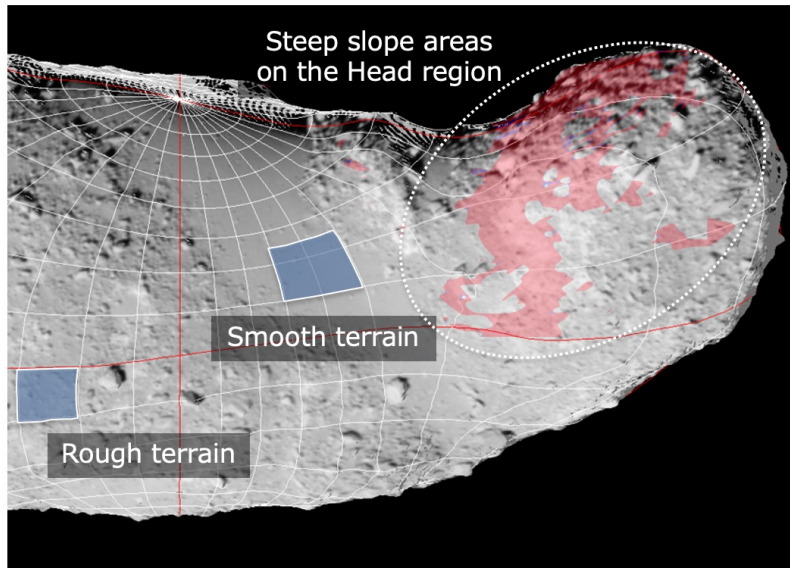 Steep slope areas
on the Head region
Smooth terrain
Rough terrain